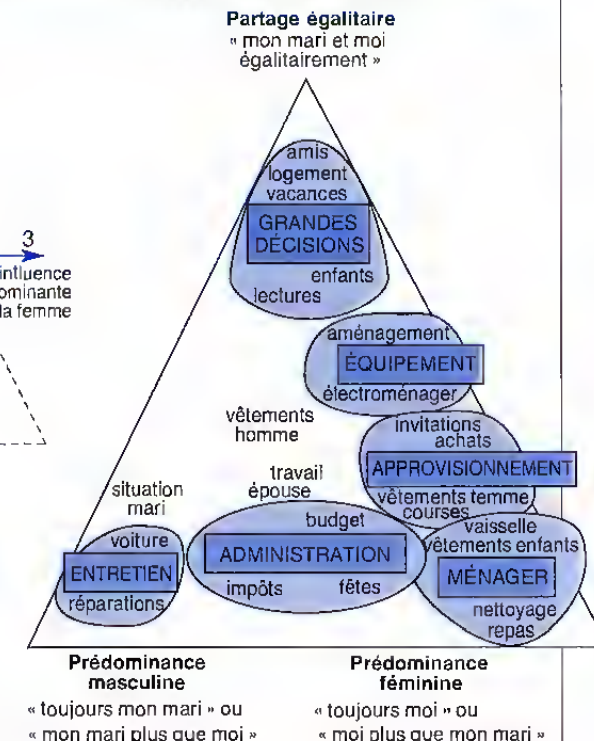 Partage égalitaire
« mon mari et moi
égalitairement »
3
influence
ominante
la femme
amis
logement
vacances
GRANDES
DÉCISIONS
enfants
lectures
aménagement
ÉQUIPEMENT
électroménager
vêtements
homme
invitations
achats
APPROVISIONNEMENT
vêtements femme
courses
travail
épouse
situation
mari
budget
ADMINISTRATION
impôts fêtes
voiture
ENTRETIEN
réparations
vaisselle
vêtements enfants
MÉNAGER
nettoyage
repas
Prédominance
masculine
« toujours mon mari » ou
« mon mari plus que moi »
Prédominance
féminine
« toujours moi » ou
« moi plus que mon mari »